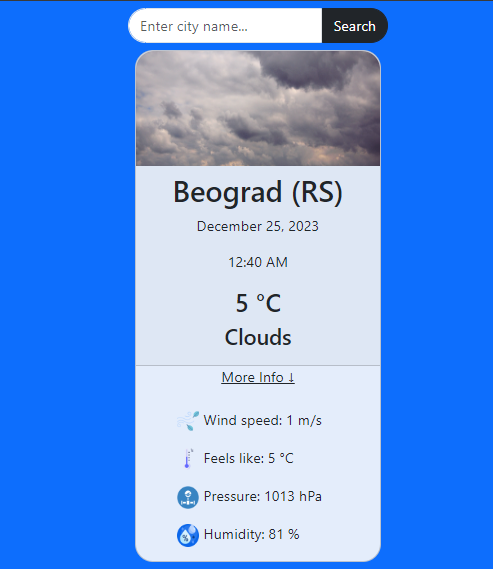 Enter city name...
Search
Beograd (RS)
December 25, 2023
12:40 AM
5 °C
Clouds
More Info ↓
Wind speed: 1 m/s
Feels like: 5 °C
Pressure: 1013 hPa
Humidity: 81 %